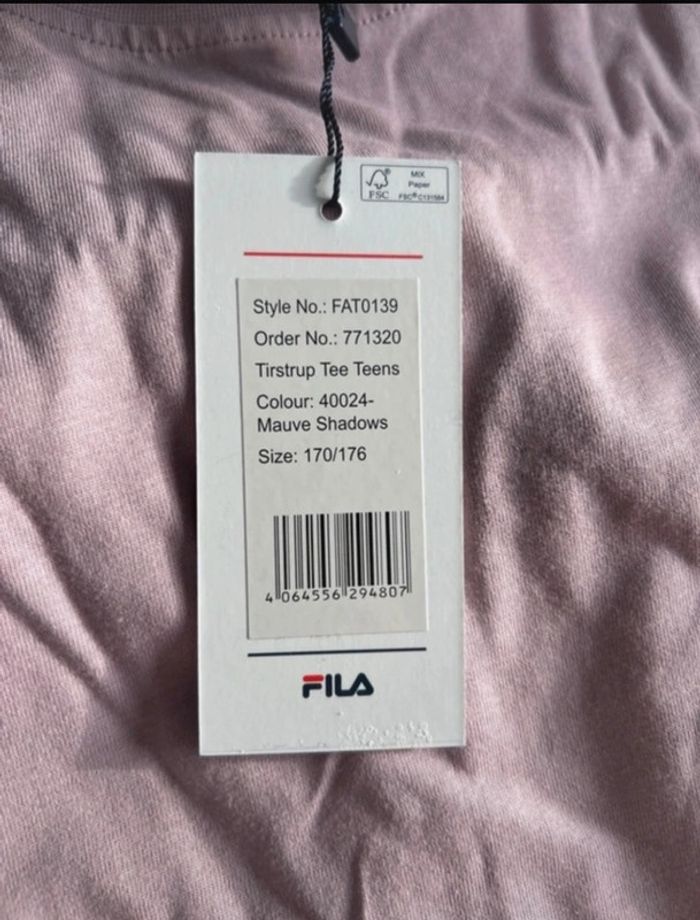 MIX
Paper
FSC® C131584
FSC
Style No.: FAT0139
Order No.: 771320
Tirstrup Tee Teens
Colour: 40024-
Mauve Shadows
Size: 170/176
4 064556 294807
FILA